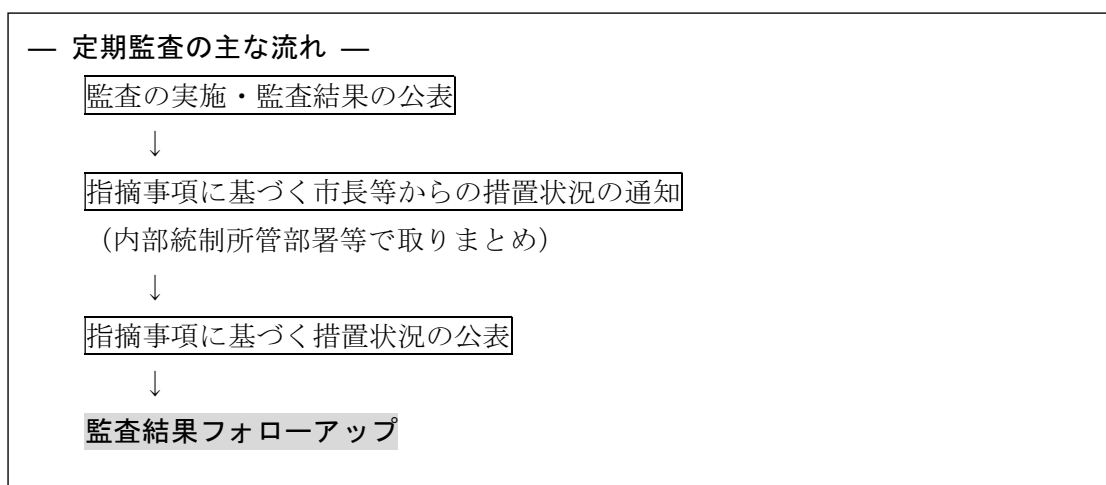 ― 定期監査の主な流れ ―
監査の実施・監査結果の公表
↓
指摘事項に基づく市長等からの措置状況の通知
（内部統制所管部署等で取りまとめ）
↓
指摘事項に基づく措置状況の公表
↓
監査結果フォローアップ